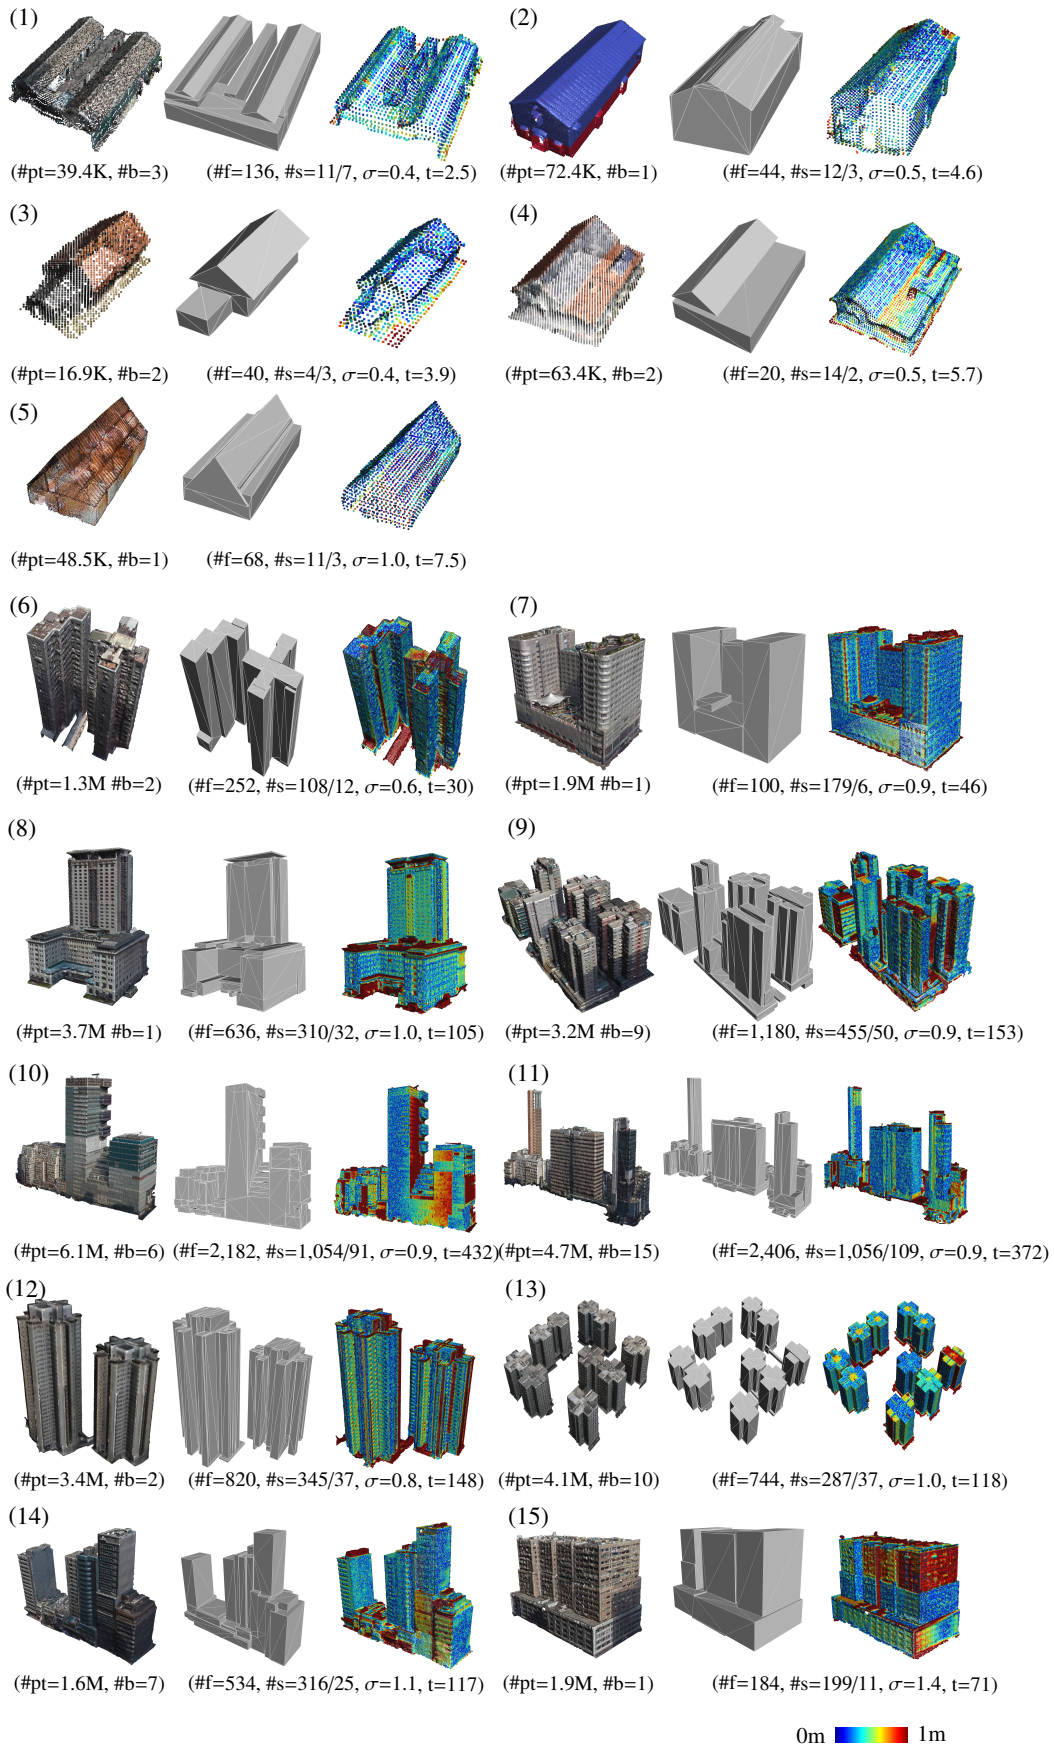 (1)
(2)
(#pt=39.4K, #b=3)
(#f=136, #s=11/7, σ=0.4, t=2.5)
(#pt=72.4K, #b=1)
(#f=44, #s=12/3, σ=0.5, t=4.6)
(3)
(4)
(#pt=16.9K, #b=2)
(#f=40, #s=4/3, σ=0.4, t=3.9)
(#pt=63.4K, #b=2)
(#f=20, #s=14/2, σ=0.5, t=5.7)
(5)
(#pt=48.5K, #b=1)
(#f=68, #s=11/3, σ=1.0, t=7.5)
(6)
(7)
(#pt=1.3M #b=2)
(#f=252, #s=108/12, σ=0.6, t=30)
(#pt=1.9M #b=1)
(#f=100, #s=179/6, σ=0.9, t=46)
(8)
(9)
(#pt=3.7M #b=1)
(#f=636, #s=310/32, σ=1.0, t=105)
(#pt=3.2M #b=9)
(#f=1,180, #s=455/50, σ=0.9, t=153)
(10)
(11)
(#pt=6.1M, #b=6)
(#f=2,182, #s=1,054/91, σ=0.9, t=432)
(#pt=4.7M, #b=15)
(#f=2,406, #s=1,056/109, σ=0.9, t=372)
(12)
(13)
(#pt=3.4M, #b=2)
(#f=820, #s=345/37, σ=0.8, t=148)
(#pt=4.1M, #b=10)
(#f=744, #s=287/37, σ=1.0, t=118)
(14)
(15)
(#pt=1.6M, #b=7)
(#f=534, #s=316/25, σ=1.1, t=117)
(#pt=1.9M, #b=1)
(#f=184, #s=199/11, σ=1.4, t=71)
0m
1m